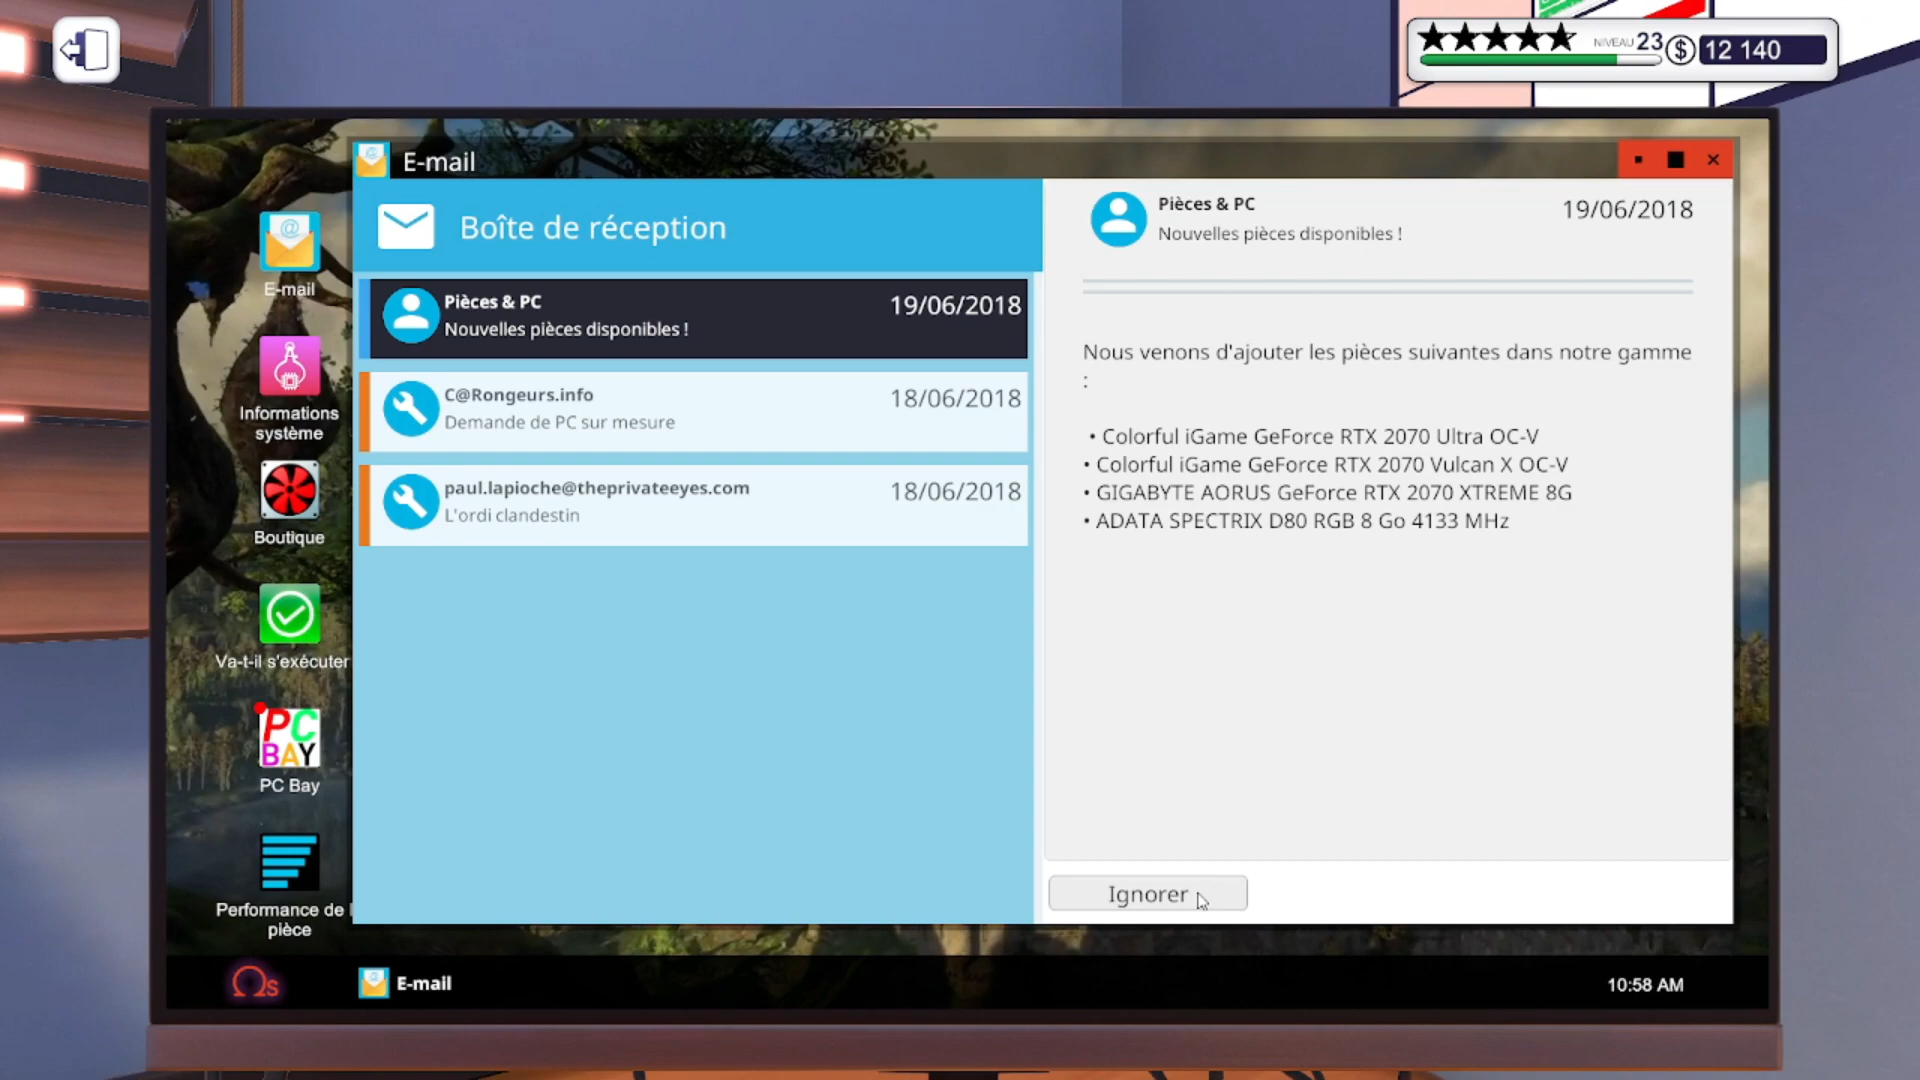 NIVEAU 23
$ 12 140
E-mail
Boîte de réception
Pièces & PC
19/06/2018
Nouvelles pièces disponibles !
C@Rongeurs.info
18/06/2018
Demande de PC sur mesure
paul.lapioche@theprivateeyes.com
18/06/2018
L'ordi clandestin
Pièces & PC
19/06/2018
Nouvelles pièces disponibles !
Nous venons d'ajouter les pièces suivantes dans notre gamme
:
• Colorful iGame GeForce RTX 2070 Ultra OC-V
• Colorful iGame GeForce RTX 2070 Vulcan X OC-V
• GIGABYTE AORUS GeForce RTX 2070 XTREME 8G
• ADATA SPECTRIX D80 RGB 8 Go 4133 MHz
Ignorer
E-mail
Informations
système
Boutique
Va-t-il s'exécuter
PC
BAY
PC Bay
Performance de
pièce
Ωs
E-mail
10:58 AM